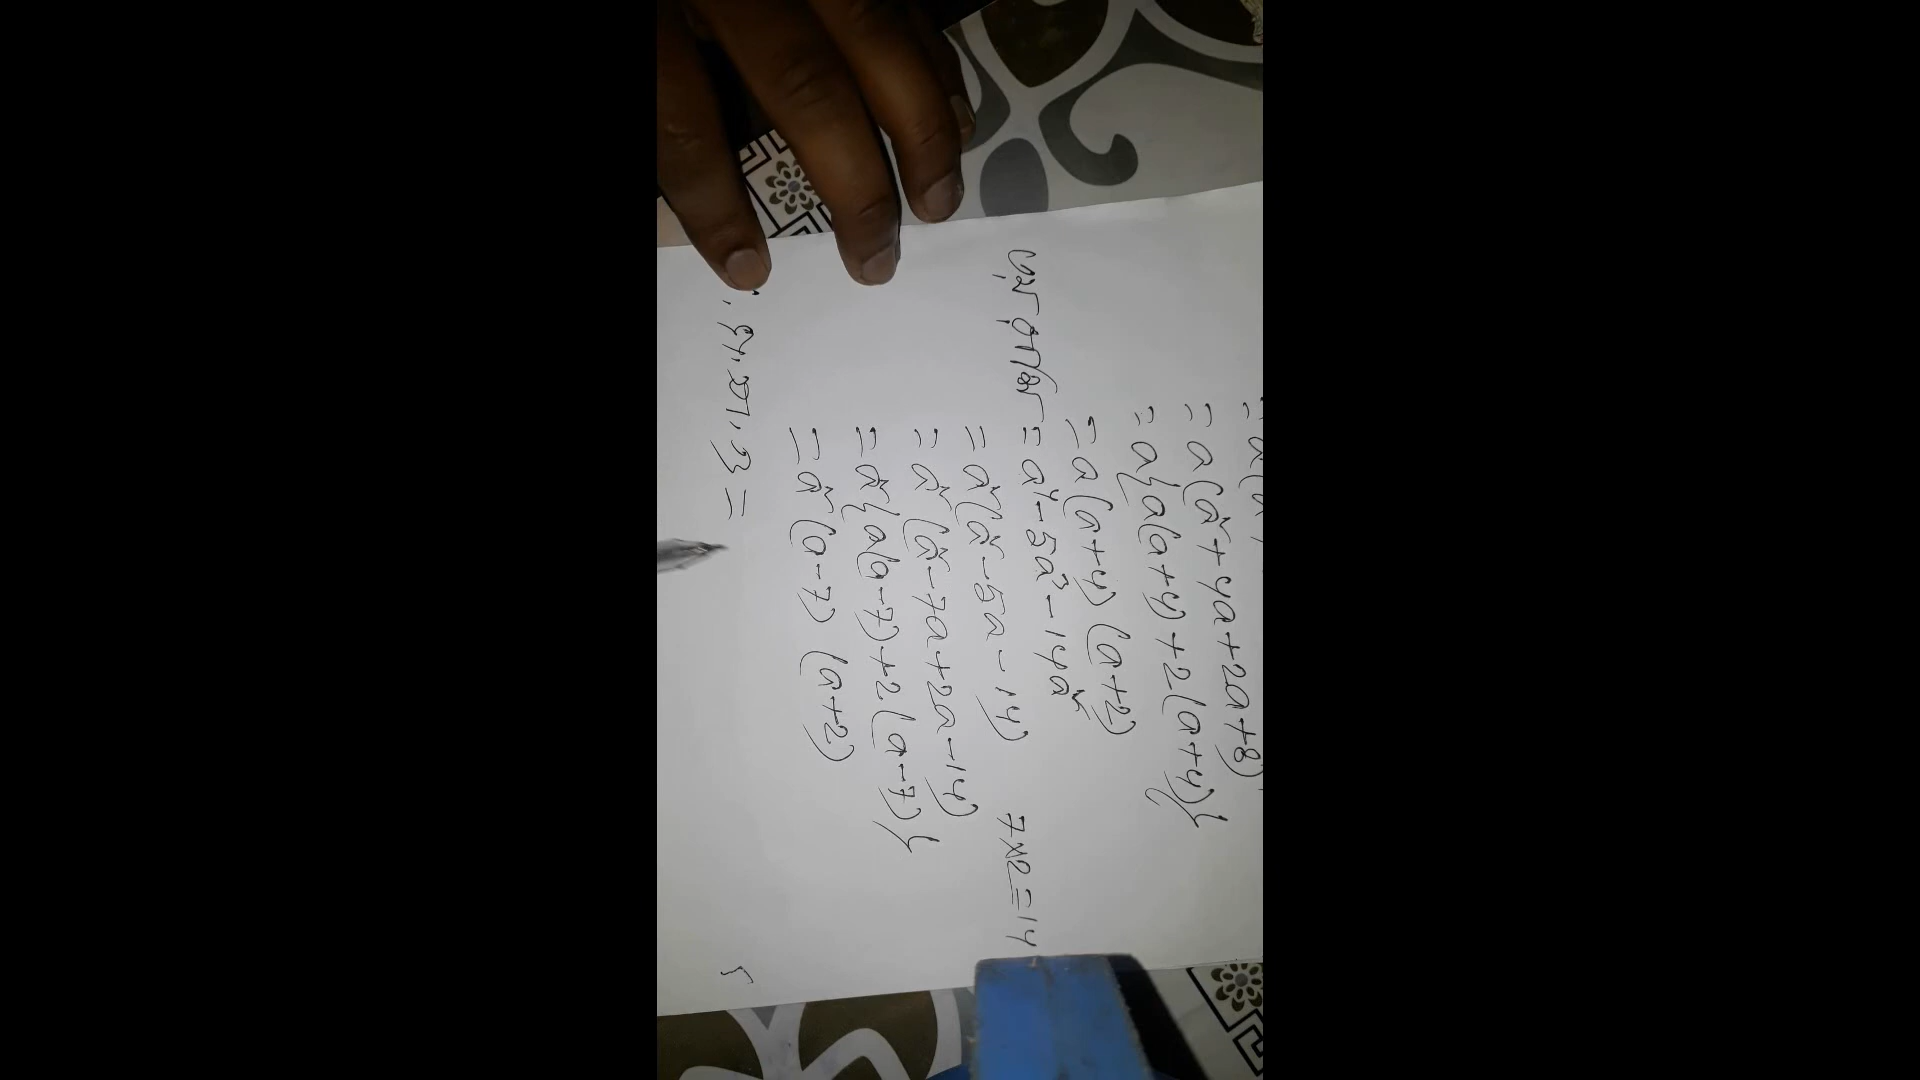 = a(a²+4a+2a+8)
= a{a(a+4)+2(a+4)}
= a(a+4) (a+2)
= a⁴-5a³-14a²
= a²(a²-5a-14) 7×2=14
= a²(a²-7a+2a-14)
= a²{a(a-7)+2(a-7)}
= a²(a-7) (a+2)
∴ গ.সা.গু =